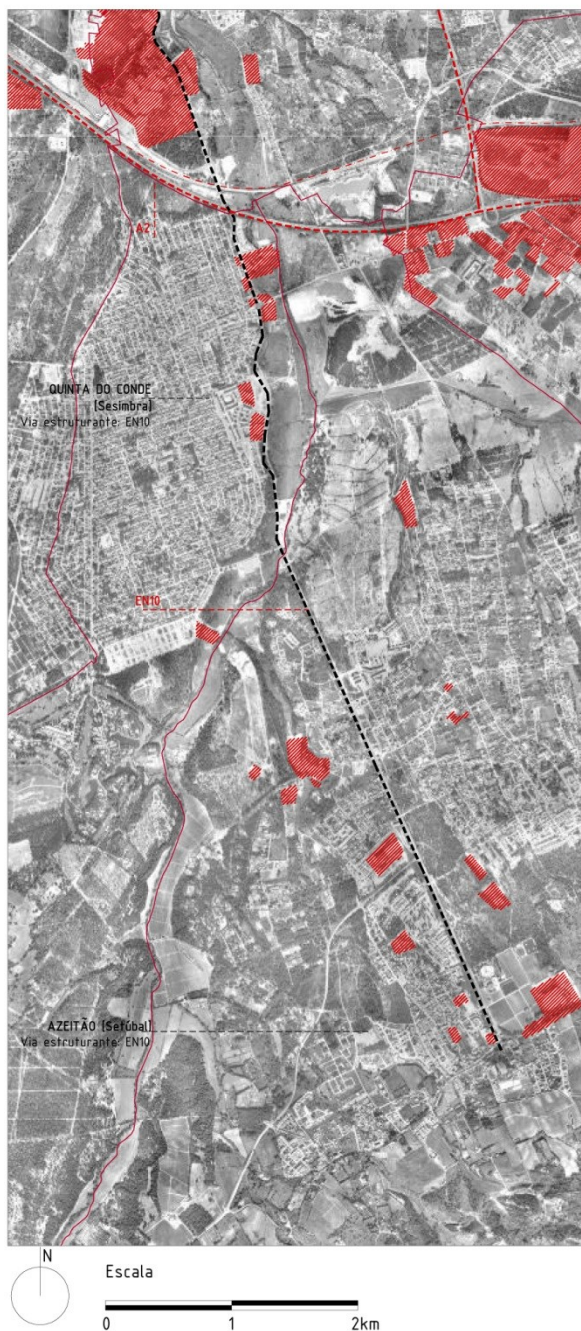 A2
QUINTA DO CONDE
[Sesimbra]
Via estruturante: EN10
EN10
AZEITÃO [Setúbal]
Via estruturante: EN10
N
Escala
0 1 2km